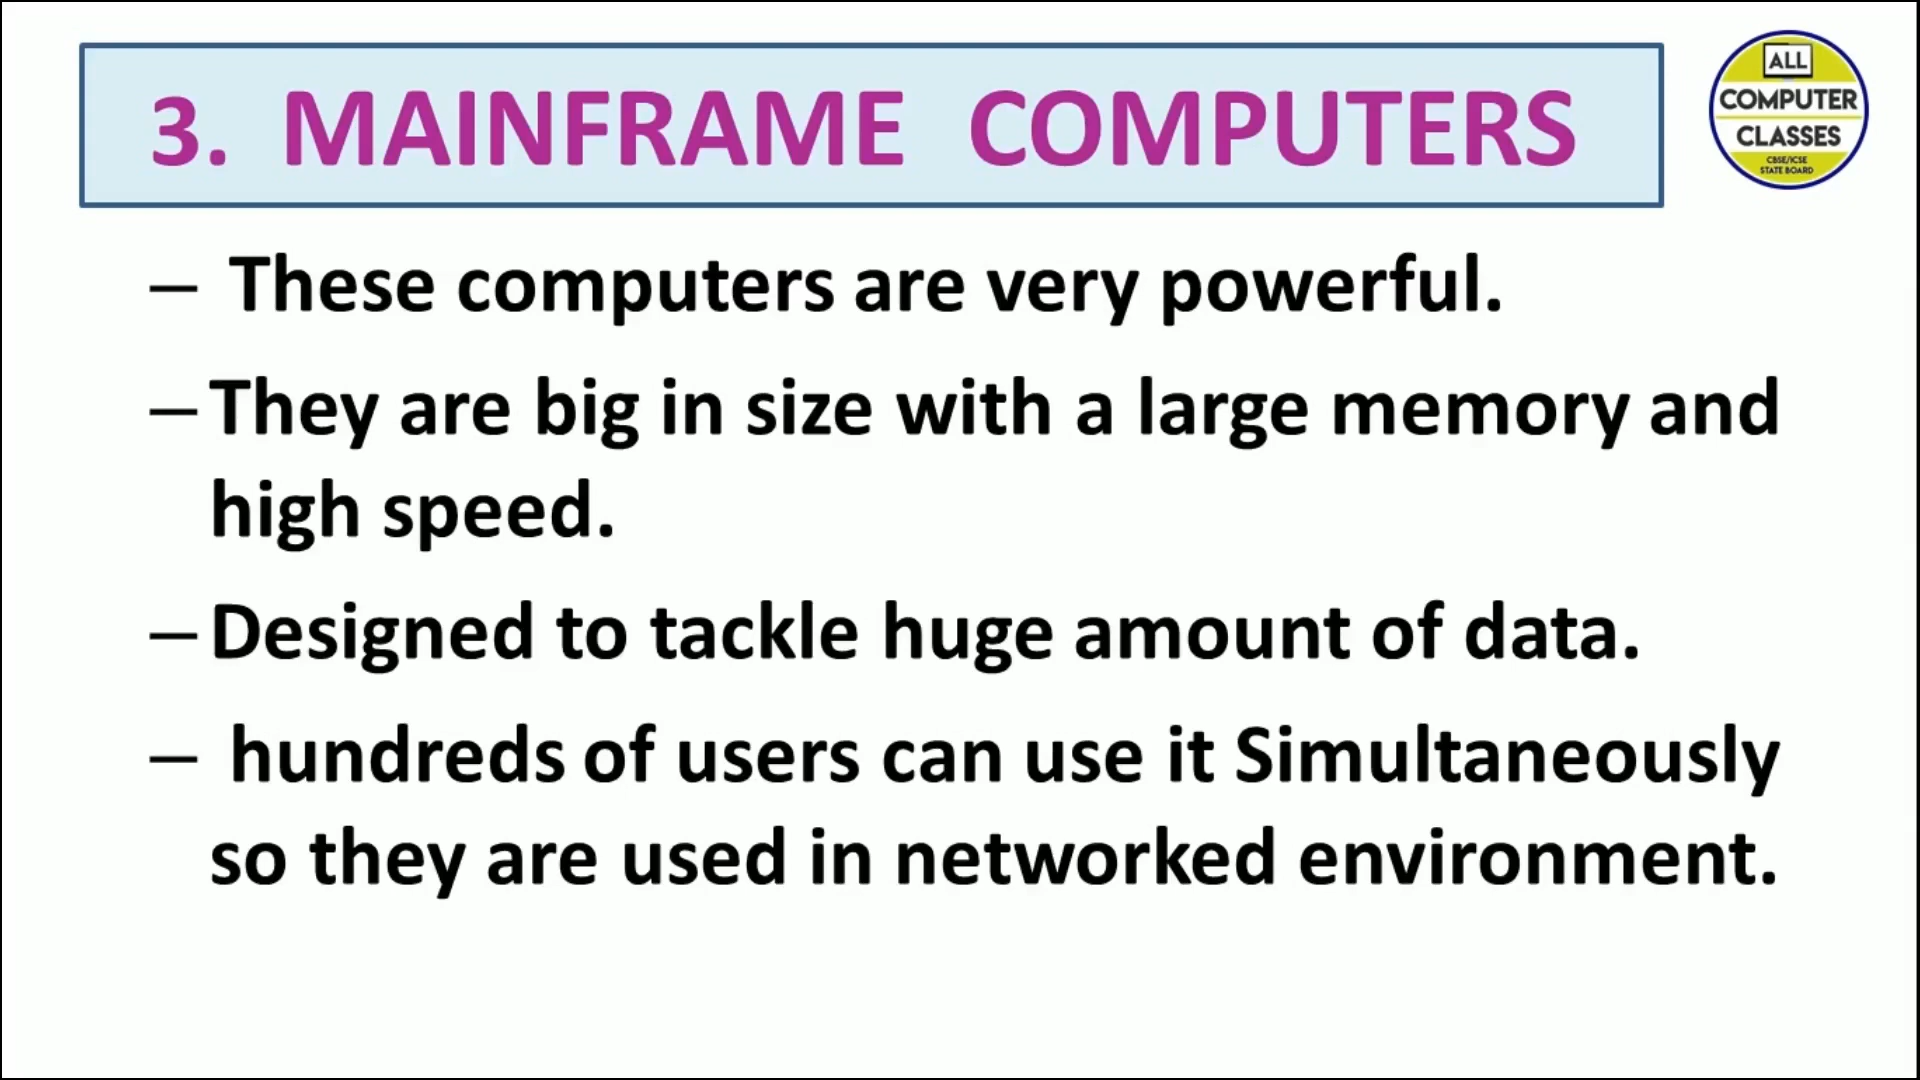 3. MAINFRAME COMPUTERS
ALL
COMPUTER
CLASSES
CBSE/ICSE
STATE BOARD
– These computers are very powerful.
– They are big in size with a large memory and
high speed.
– Designed to tackle huge amount of data.
– hundreds of users can use it Simultaneously
so they are used in networked environment.